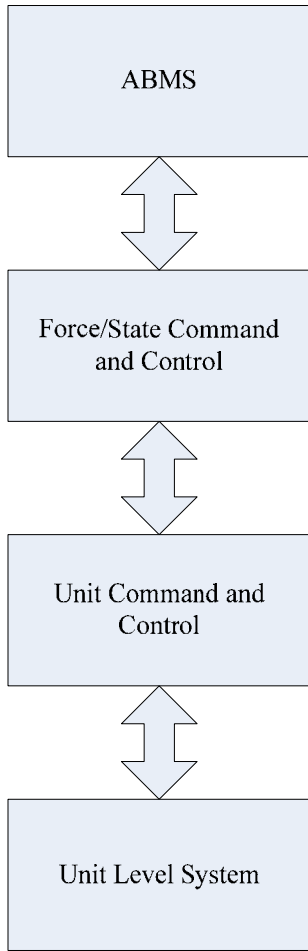 ABMS
Force/State Command
and Control
Unit Command and
Control
Unit Level System